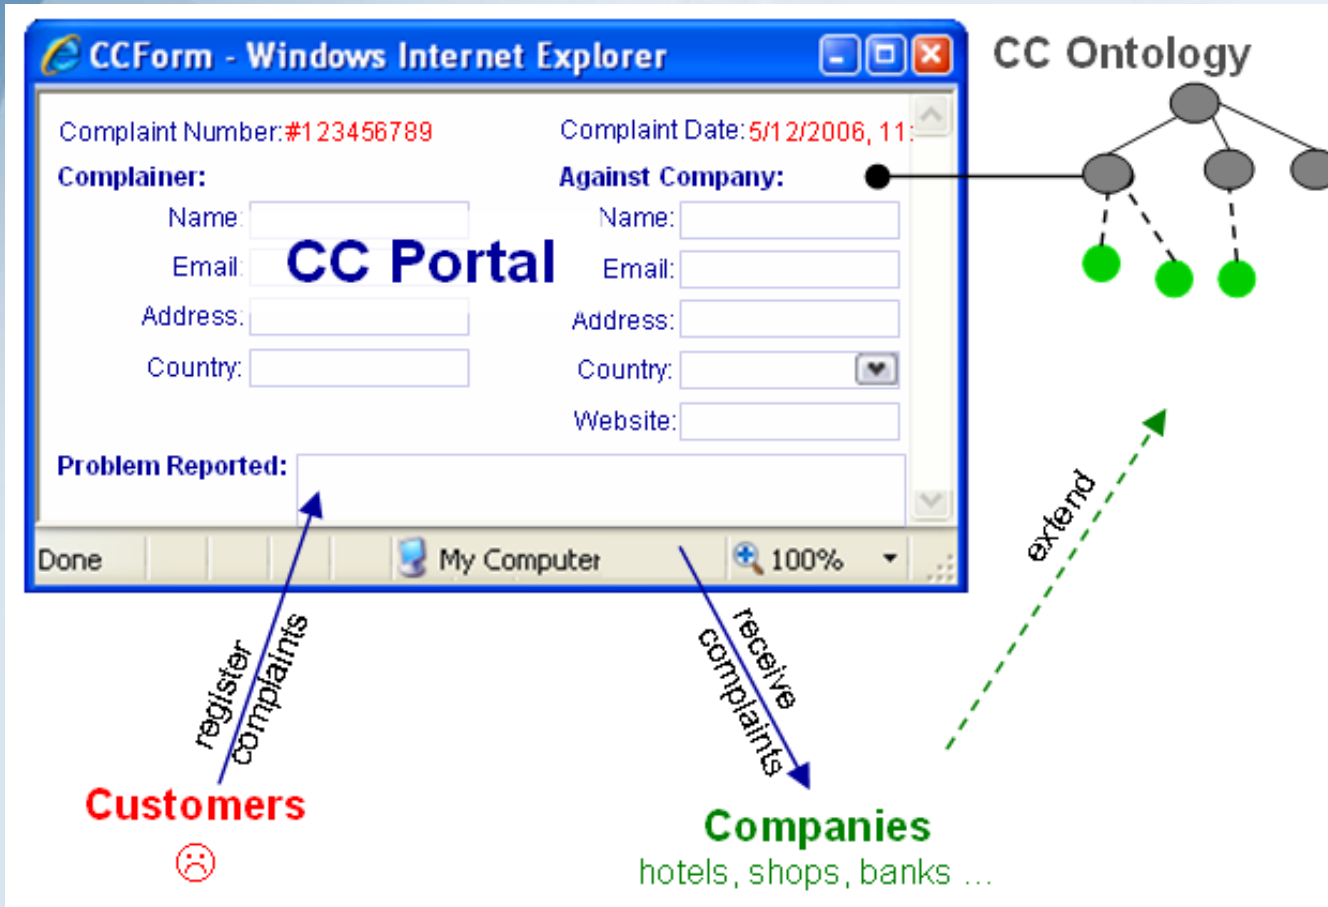 CCForm - Windows Internet Explorer
CC Ontology
Complaint Number:#123456789
Complaint Date: 5/12/2006, 11:
Complainer:
Against Company:
Name:
Name:
CC Portal
Email:
Email:
Address:
Address:
Country:
Country:
Website:
Problem Reported:
Done
My Computer
100%
extend
register
complaints
receive
complaints
Customers
Companies
hotels, shops, banks ...